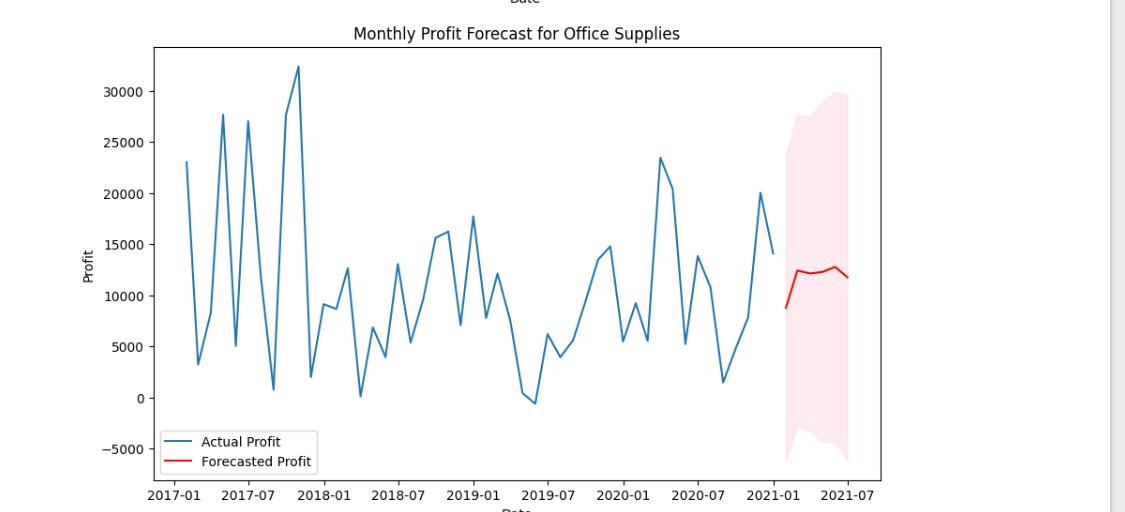 Date
Monthly Profit Forecast for Office Supplies
30000
25000
20000
15000
10000
5000
0
−5000
Profit
Actual Profit
Forecasted Profit
2017-01 2017-07 2018-01 2018-07 2019-01 2019-07 2020-01 2020-07 2021-01 2021-07
Date